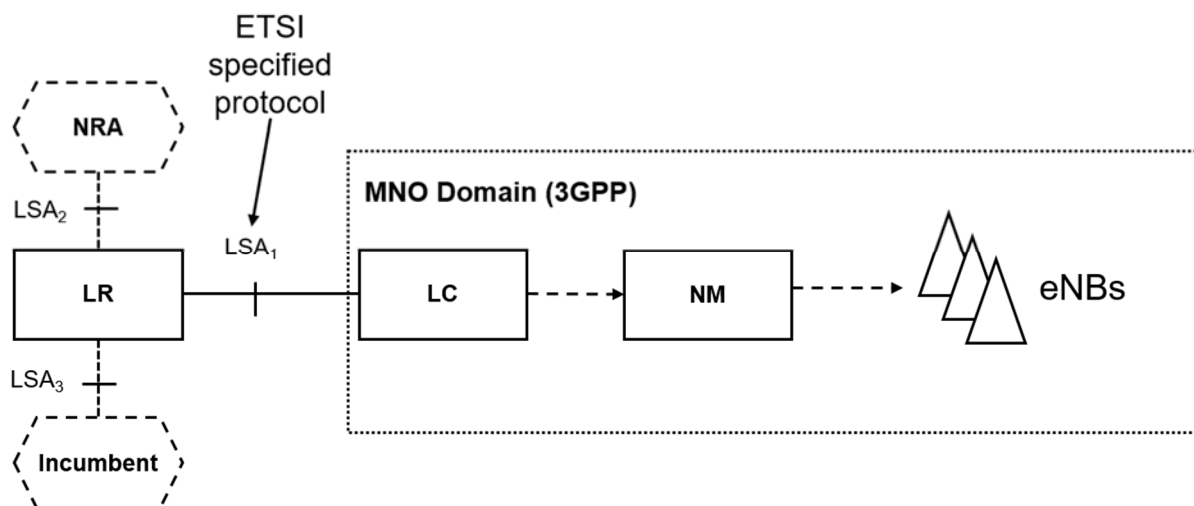 ETSI
specified
protocol
NRA
MNO Domain (3GPP)
LSA₂
LSA₁
LR
LC
NM
eNBs
LSA₃
Incumbent